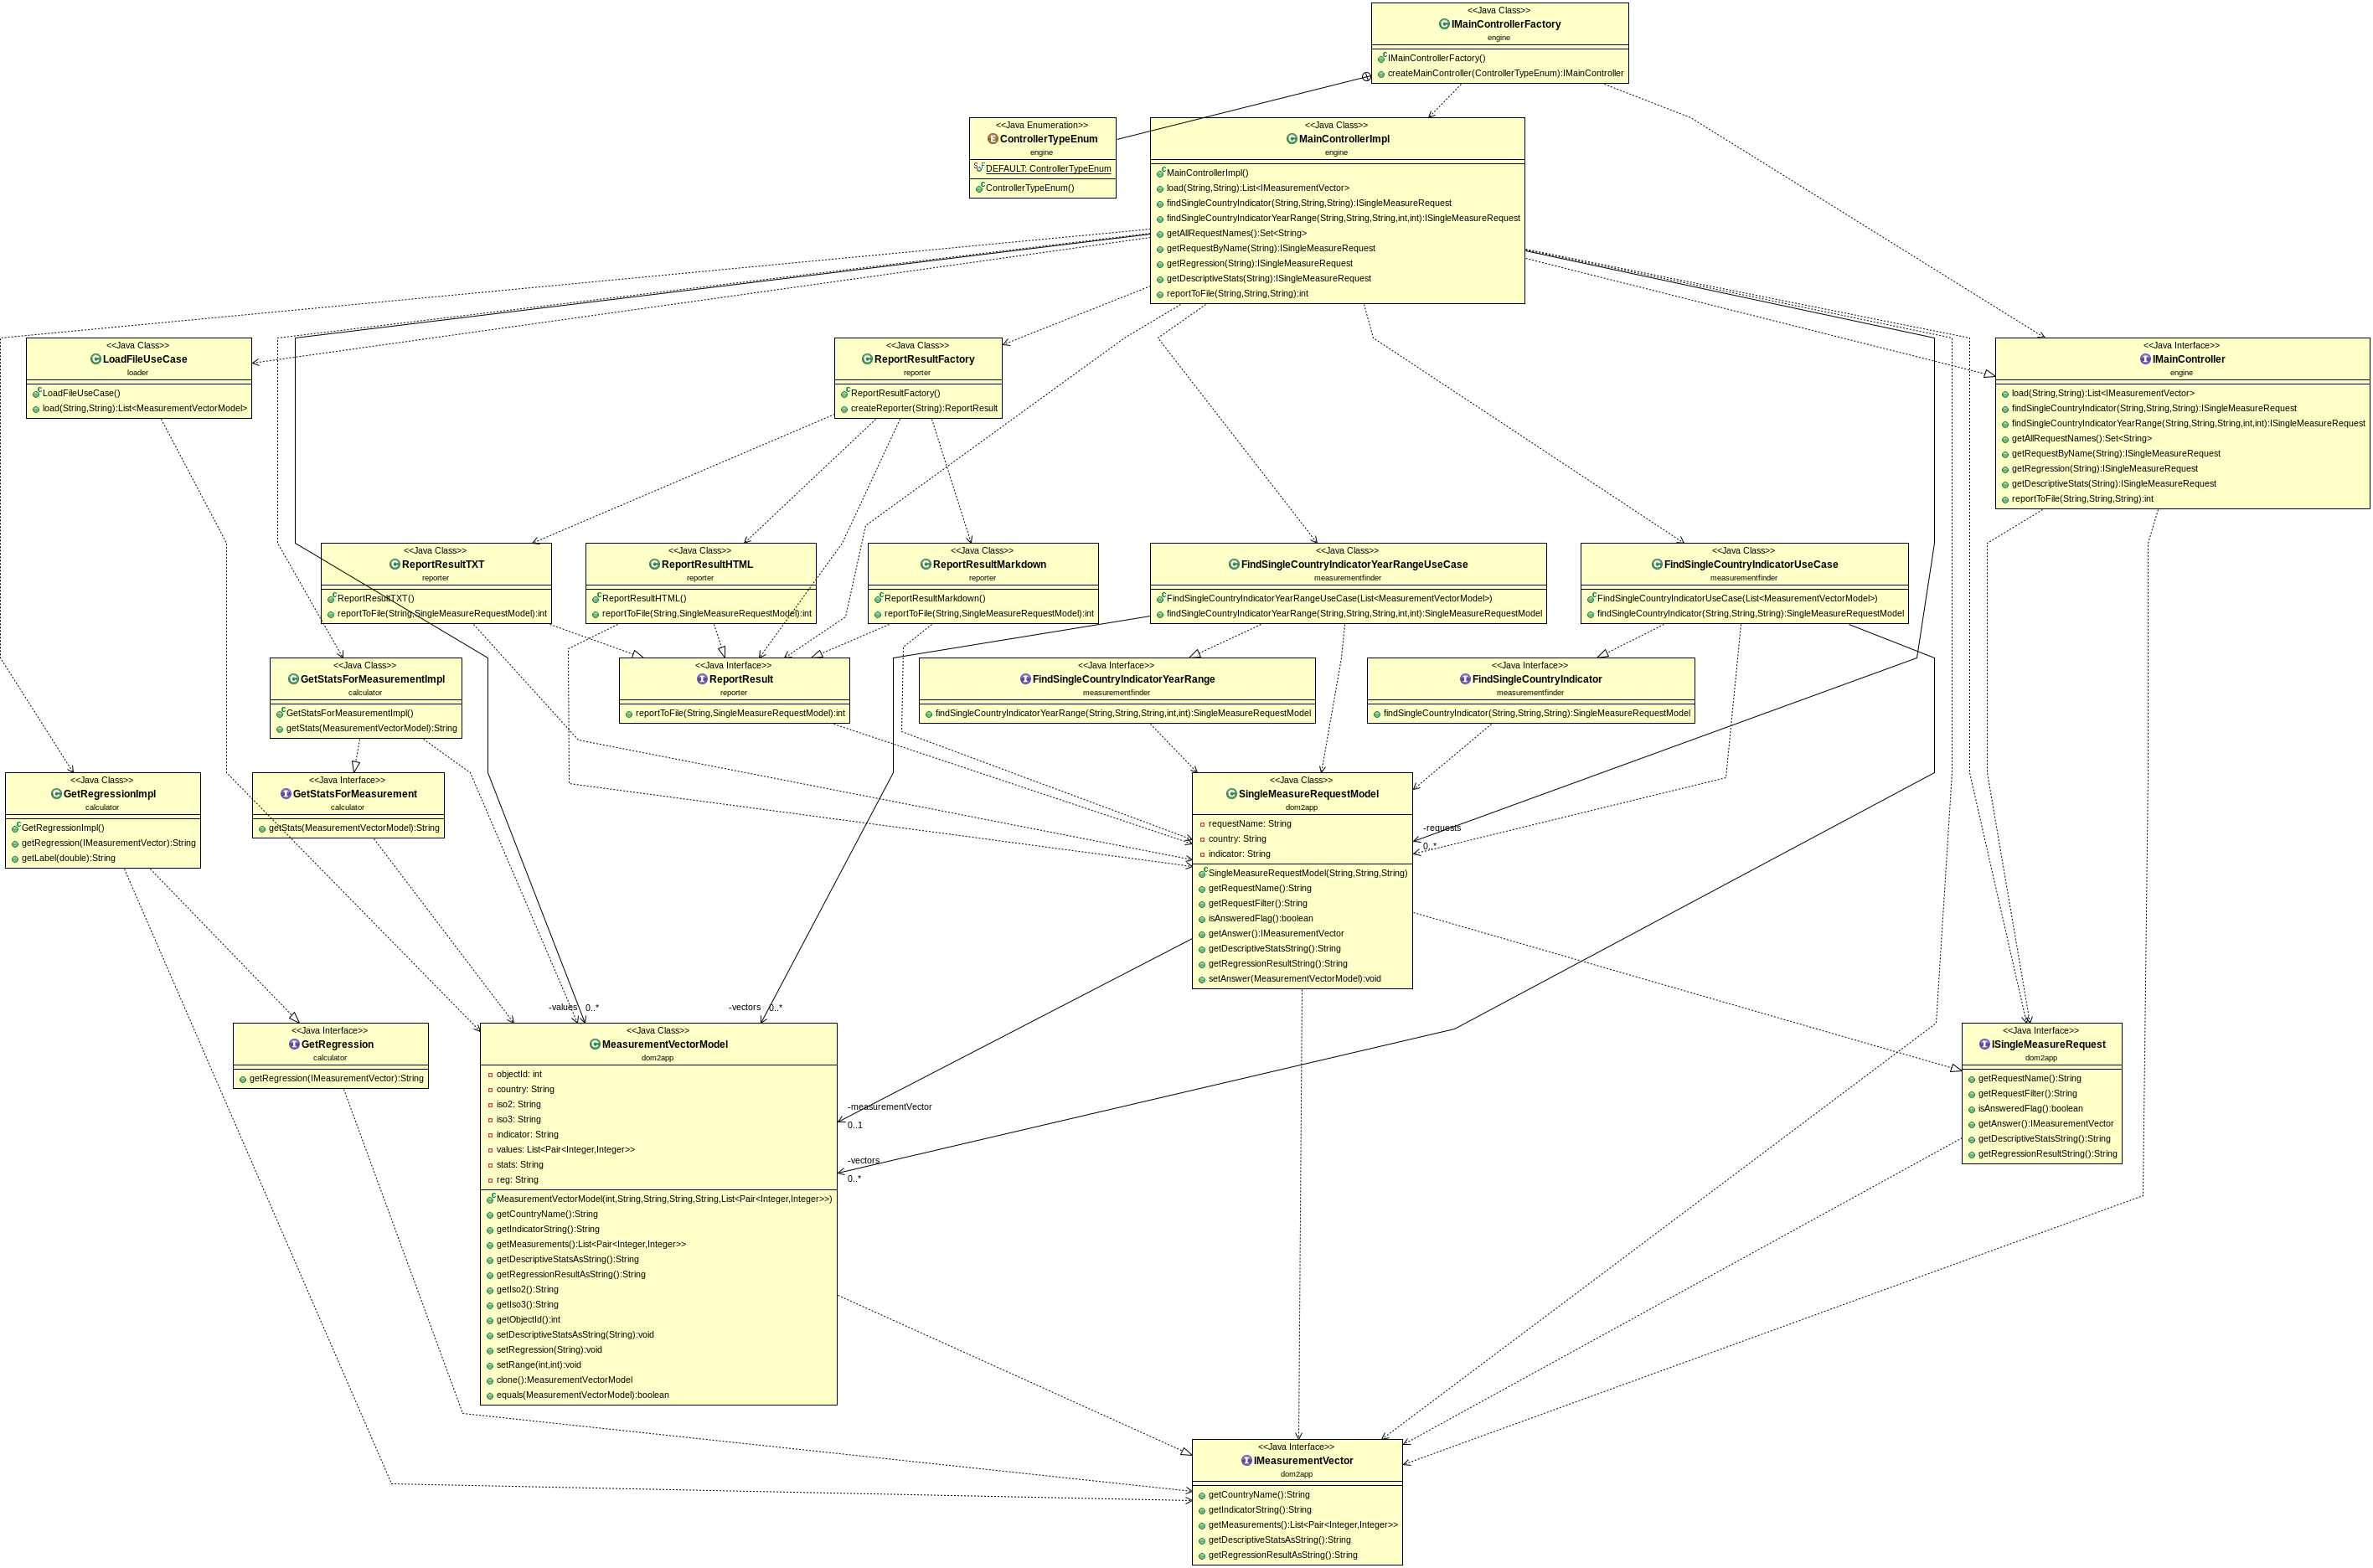 <<Java Class>>
IMainControllerFactory
engine
IMainControllerFactory()
createMainController(ControllerTypeEnum):IMainController
<<Java Enumeration>>
ControllerTypeEnum
engine
DEFAULT: ControllerTypeEnum
ControllerTypeEnum()
<<Java Class>>
MainControllerImpl
engine
MainControllerImpl()
load(String,String):List<IMeasurementVector>
findSingleCountryIndicator(String,String,String):ISingleMeasureRequest
findSingleCountryIndicatorYearRange(String,String,String,int,int):ISingleMeasureRequest
getAllRequestNames():Set<String>
getRequestByName(String):ISingleMeasureRequest
getRegression(String):ISingleMeasureRequest
getDescriptiveStats(String):ISingleMeasureRequest
reportToFile(String,String,String):int
<<Java Class>>
LoadFileUseCase
loader
LoadFileUseCase()
load(String,String):List<MeasurementVectorModel>
<<Java Class>>
ReportResultFactory
reporter
ReportResultFactory()
createReporter(String):ReportResult
<<Java Interface>>
IMainController
engine
load(String,String):List<IMeasurementVector>
findSingleCountryIndicator(String,String,String):ISingleMeasureRequest
findSingleCountryIndicatorYearRange(String,String,String,int,int):ISingleMeasureRequest
getAllRequestNames():Set<String>
getRequestByName(String):ISingleMeasureRequest
getRegression(String):ISingleMeasureRequest
getDescriptiveStats(String):ISingleMeasureRequest
reportToFile(String,String,String):int
<<Java Class>>
ReportResultTXT
reporter
ReportResultTXT()
reportToFile(String,SingleMeasureRequestModel):int
<<Java Class>>
ReportResultHTML
reporter
ReportResultHTML()
reportToFile(String,SingleMeasureRequestModel):int
<<Java Class>>
ReportResultMarkdown
reporter
ReportResultMarkdown()
reportToFile(String,SingleMeasureRequestModel):int
<<Java Class>>
FindSingleCountryIndicatorYearRangeUseCase
measurementfinder
FindSingleCountryIndicatorYearRangeUseCase(List<MeasurementVectorModel>)
findSingleCountryIndicatorYearRange(String,String,String,int,int):SingleMeasureRequestModel
<<Java Class>>
FindSingleCountryIndicatorUseCase
measurementfinder
FindSingleCountryIndicatorUseCase(List<MeasurementVectorModel>)
findSingleCountryIndicator(String,String,String):SingleMeasureRequestModel
<<Java Class>>
GetStatsForMeasurementImpl
calculator
GetStatsForMeasurementImpl()
getStats(MeasurementVectorModel):String
<<Java Interface>>
ReportResult
reporter
reportToFile(String,SingleMeasureRequestModel):int
<<Java Interface>>
FindSingleCountryIndicatorYearRange
measurementfinder
findSingleCountryIndicatorYearRange(String,String,String,int,int):SingleMeasureRequestModel
<<Java Interface>>
FindSingleCountryIndicator
measurementfinder
findSingleCountryIndicator(String,String,String):SingleMeasureRequestModel
<<Java Class>>
GetRegressionImpl
calculator
GetRegressionImpl()
getRegression(IMeasurementVector):String
getLabel(double):String
<<Java Interface>>
GetStatsForMeasurement
calculator
getStats(MeasurementVectorModel):String
<<Java Class>>
SingleMeasureRequestModel
dom2app
requestName: String
country: String
indicator: String
SingleMeasureRequestModel(String,String,String)
getRequestName():String
getRequestFilter():String
isAnsweredFlag():boolean
getAnswer():IMeasurementVector
getDescriptiveStatsString():String
getRegressionResultString():String
setAnswer(MeasurementVectorModel):void
-requests
0..*
<<Java Interface>>
GetRegression
calculator
getRegression(IMeasurementVector):String
-values
0..*
-vectors
0..*
<<Java Class>>
MeasurementVectorModel
dom2app
objectId: int
country: String
iso2: String
iso3: String
indicator: String
values: List<Pair<Integer,Integer>>
stats: String
reg: String
MeasurementVectorModel(int,String,String,String,String,List<Pair<Integer,Integer>>)
getCountryName():String
getIndicatorString():String
getMeasurements():List<Pair<Integer,Integer>>
getDescriptiveStatsAsString():String
getRegressionResultAsString():String
getIso2():String
getIso3():String
getObjectId():int
setDescriptiveStatsAsString(String):void
setRegression(String):void
setRange(int,int):void
clone():MeasurementVectorModel
equals(MeasurementVectorModel):boolean
-measurementVector
0..1
-vectors
0..*
<<Java Interface>>
ISingleMeasureRequest
dom2app
getRequestName():String
getRequestFilter():String
isAnsweredFlag():boolean
getAnswer():IMeasurementVector
getDescriptiveStatsString():String
getRegressionResultString():String
<<Java Interface>>
IMeasurementVector
dom2app
getCountryName():String
getIndicatorString():String
getMeasurements():List<Pair<Integer,Integer>>
getDescriptiveStatsAsString():String
getRegressionResultAsString():String